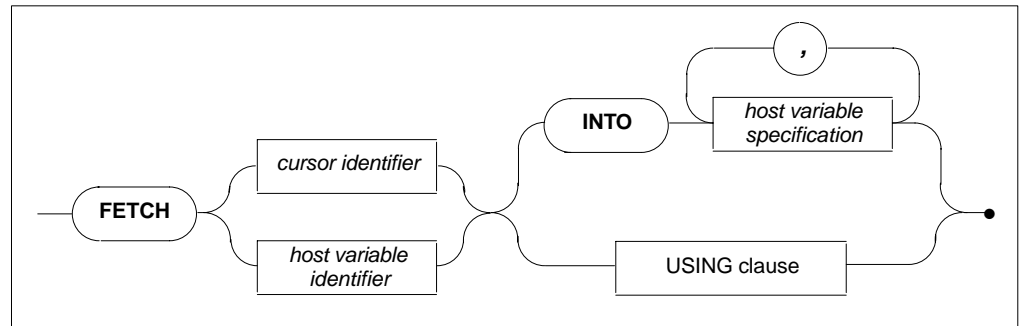 ,
INTO
host variable
specification
cursor identifier
FETCH
host variable
identifier
USING clause